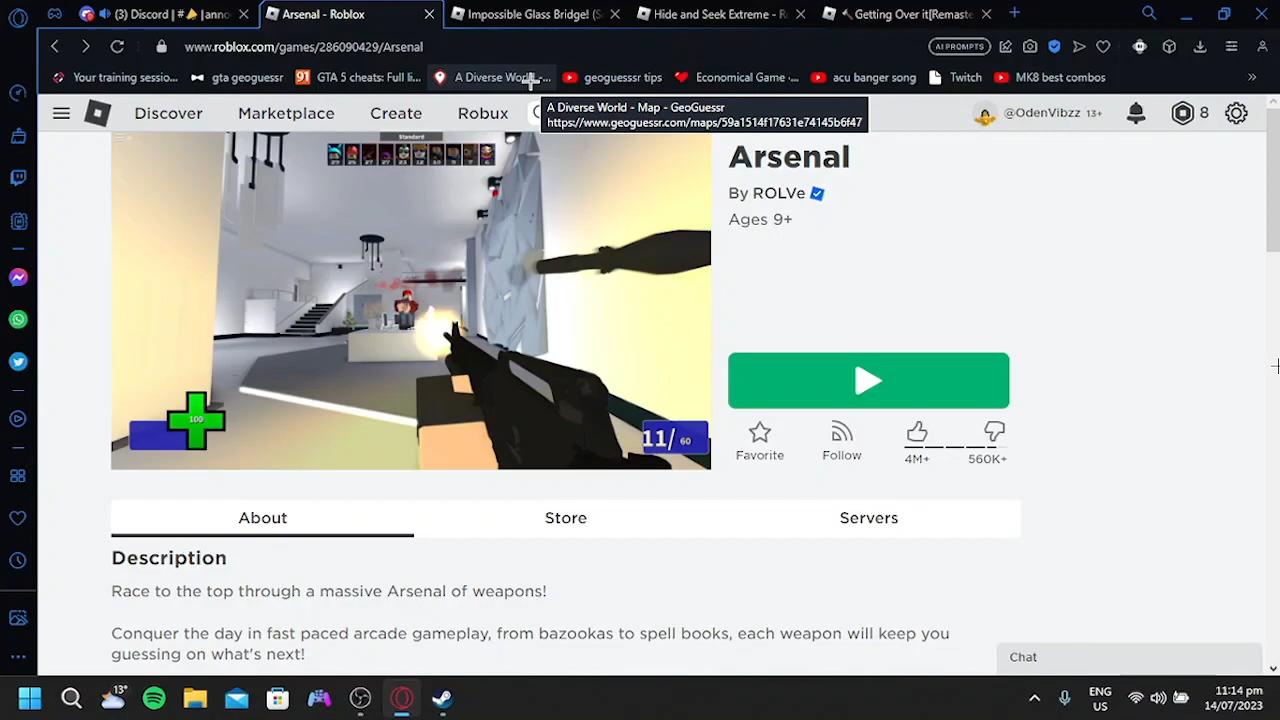 Discord | #🔔 | anno
Arsenal - Roblox
Impossible Glass Bridge! (S
Hide and Seek Extreme - Ro
🔨Getting Over it[Remaste
www.roblox.com/games/286090429/Arsenal
AI PROMPTS
Your training sessio...
gta geoguessr
91 GTA 5 cheats: Full li...
A Diverse World -...
geoguesssr tips
Economical Game -...
acu banger song
Twitch
MK8 best combos
A Diverse World - Map - GeoGuessr
https://www.geoguessr.com/maps/59a1514f17631e74145b6f47
Discover
Marketplace
Create
Robux
@OdenVibzz 13+
8
Standard
Arsenal
By ROLVe
Ages 9+
100
11/ 60
Favorite
Follow
4M+
560K+
About
Store
Servers
Description
Race to the top through a massive Arsenal of weapons!
Conquer the day in fast paced arcade gameplay, from bazookas to spell books, each weapon will keep you
guessing on what's next!
Chat
13°
ENG
US
11:14 pm
14/07/2023